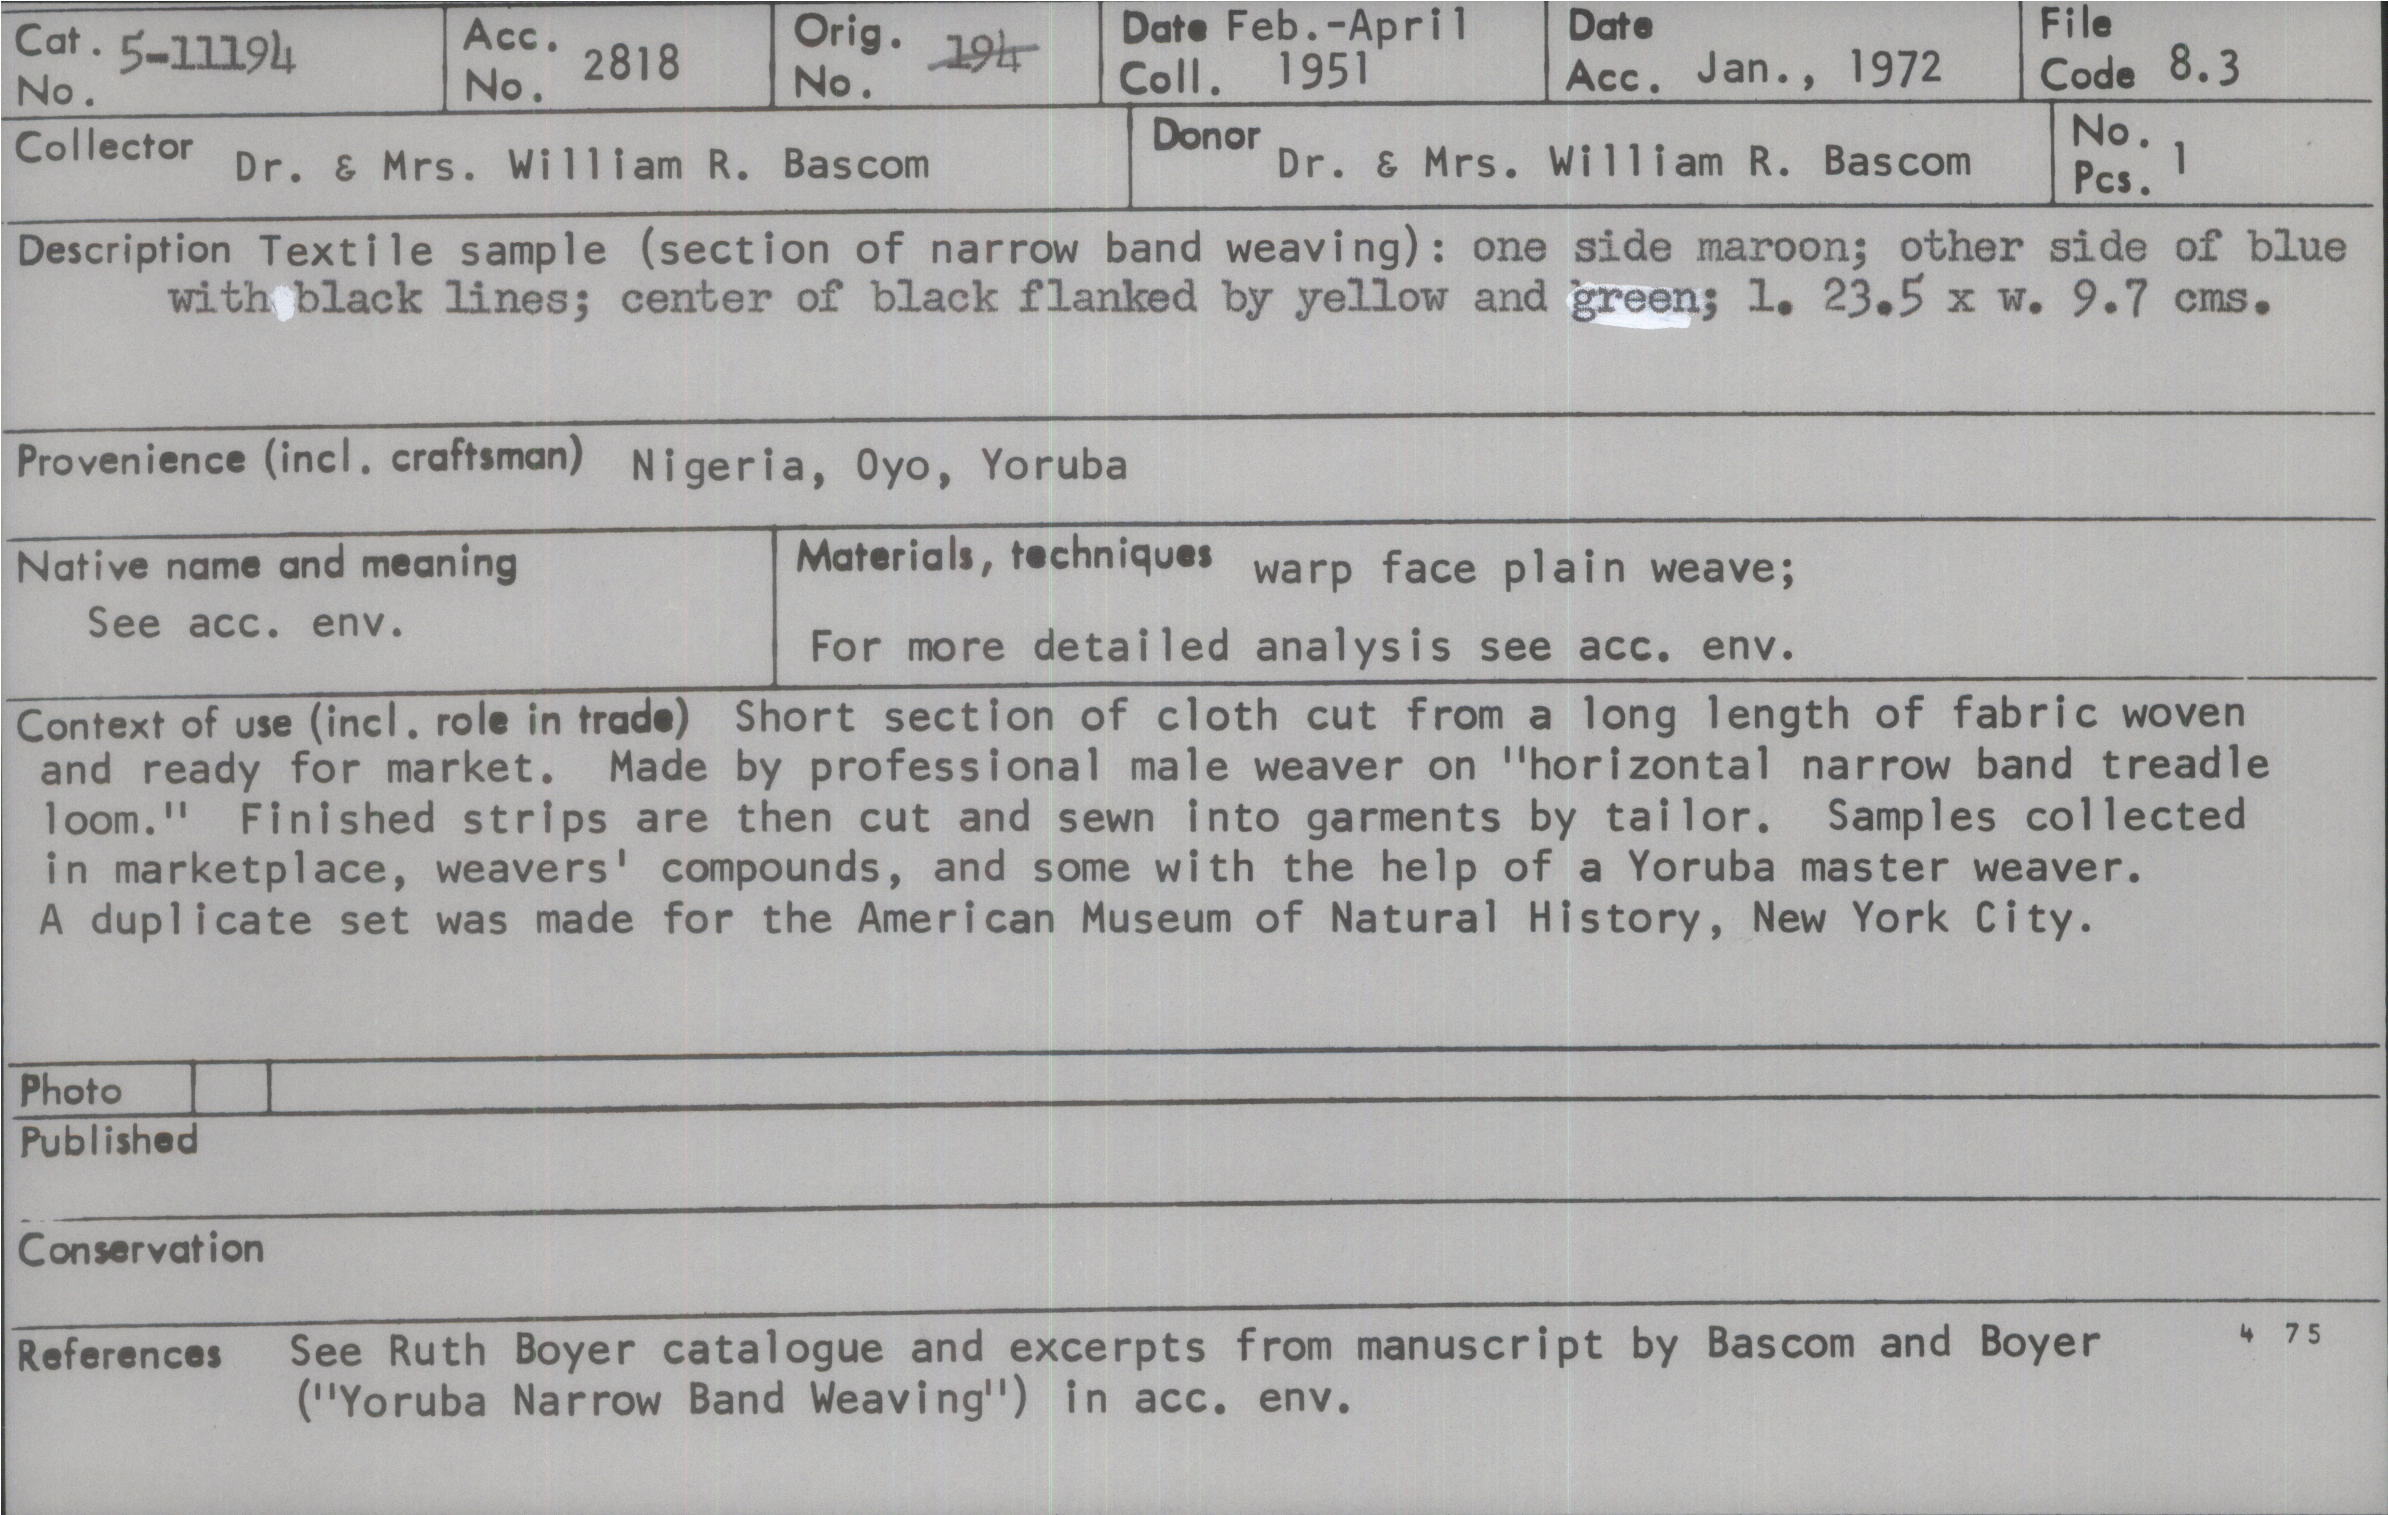 Cat. No. 5-11194
Acc. No. 2818
Orig. No. 194
Date Coll. Feb.-April 1951
Date Acc. Jan., 1972
File Code 8.3
Collector Dr. & Mrs. William R. Bascom
Donor Dr. & Mrs. William R. Bascom
No. Pcs. 1
Description Textile sample (section of narrow band weaving): one side maroon; other side of blue
with black lines; center of black flanked by yellow and green; l. 23.5 x w. 9.7 cms.
Provenience (incl. craftsman) Nigeria, Oyo, Yoruba
Native name and meaning
See acc. env.
Materials, techniques warp face plain weave;
For more detailed analysis see acc. env.
Context of use (incl. role in trade) Short section of cloth cut from a long length of fabric woven
and ready for market. Made by professional male weaver on "horizontal narrow band treadle
loom." Finished strips are then cut and sewn into garments by tailor. Samples collected
in marketplace, weavers' compounds, and some with the help of a Yoruba master weaver.
A duplicate set was made for the American Museum of Natural History, New York City.
Photo
Published
Conservation
References See Ruth Boyer catalogue and excerpts from manuscript by Bascom and Boyer 4 75
("Yoruba Narrow Band Weaving") in acc. env.